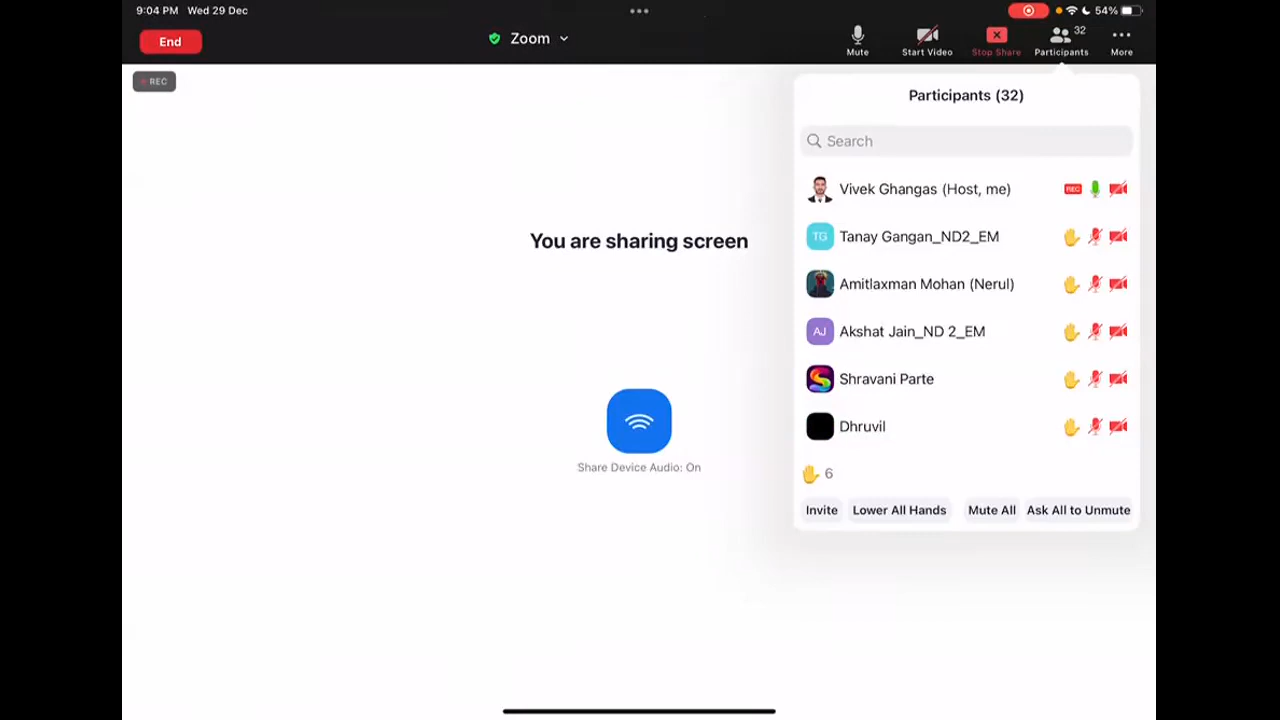 9:04 PM Wed 29 Dec
54%
End
Zoom
Mute
Start Video
Stop Share
32
Participants
More
REC
Participants (32)
Search
Vivek Ghangas (Host, me)
REC
TG
Tanay Gangan_ND2_EM
Amitlaxman Mohan (Nerul)
AJ
Akshat Jain_ND 2_EM
Shravani Parte
Dhruvil
6
Invite
Lower All Hands
Mute All
Ask All to Unmute
You are sharing screen
Share Device Audio: On